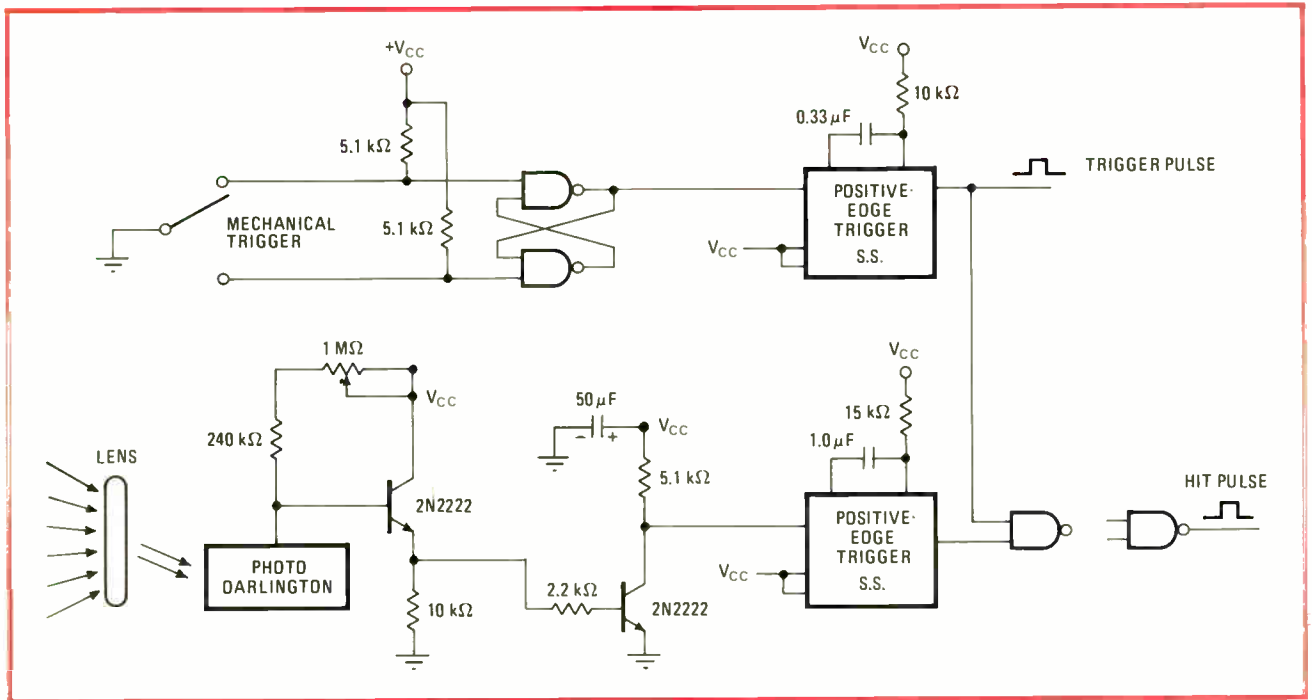 +VCC
5.1 kΩ
5.1 kΩ
MECHANICAL
TRIGGER
VCC
10 kΩ
0.33 µF
POSITIVE-
EDGE
TRIGGER
S.S.
VCC
TRIGGER PULSE
LENS
PHOTO
DARLINGTON
240 kΩ
1 MΩ
VCC
2N2222
10 kΩ
2.2 kΩ
50 µF
–
+
VCC
5.1 kΩ
2N2222
VCC
15 kΩ
1.0 µF
POSITIVE-
EDGE
TRIGGER
S.S.
VCC
HIT PULSE